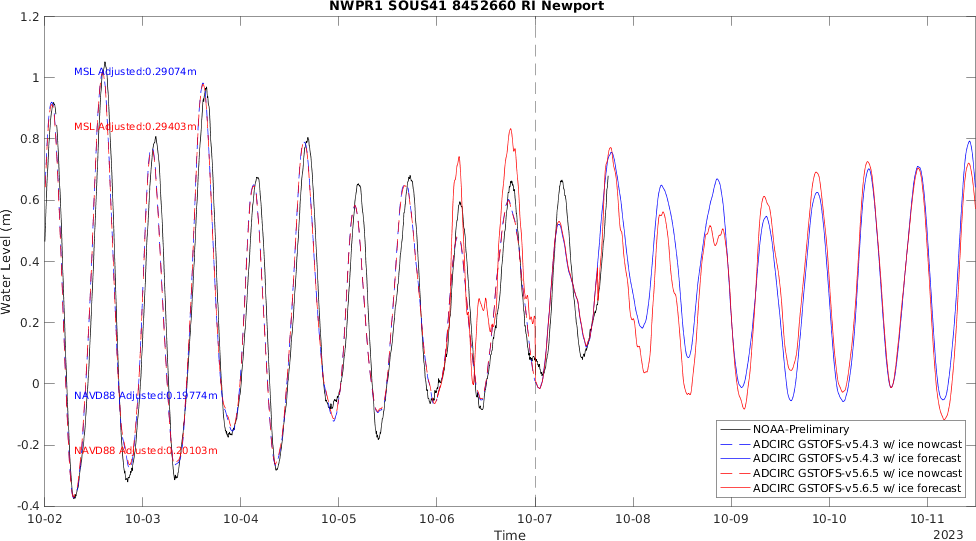 NWPR1 SOUS41 8452660 RI Newport
1.2
1
0.8
0.6
0.4
0.2
0
-0.2
-0.4
Water Level (m)
MSL Adjusted:0.29074m
MSL Adjusted:0.29403m
NAVD88 Adjusted:0.19774m
NAVD88 Adjusted:0.20103m
NOAA-Preliminary
ADCIRC GSTOFS-v5.4.3 w/ ice nowcast
ADCIRC GSTOFS-v5.4.3 w/ ice forecast
ADCIRC GSTOFS-v5.6.5 w/ ice nowcast
ADCIRC GSTOFS-v5.6.5 w/ ice forecast
10-02 10-03 10-04 10-05 10-06 10-07 10-08 10-09 10-10 10-11
Time
2023